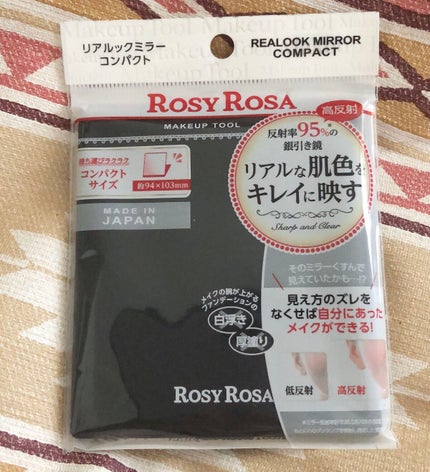 Makeup Tool Makeup Tool
リアルックミラー
コンパクト
REALOOK MIRROR
COMPACT
ROSY ROSA
高反射
MAKEUP TOOL
反射率95%の
銀引き鏡
リアルな肌色を
キレイに映す
Sharp and Clear
持ち運びラクラク
コンパクト
サイズ
約94×103mm
MADE IN
JAPAN
そのミラーくすんで
見えていたかも…!?
見え方のズレを
なくせば自分にあった
メイクができる!
メイクの腕が上がる
ファンデーションの
白浮き
厚塗り
低反射
高反射
ROSY ROSA